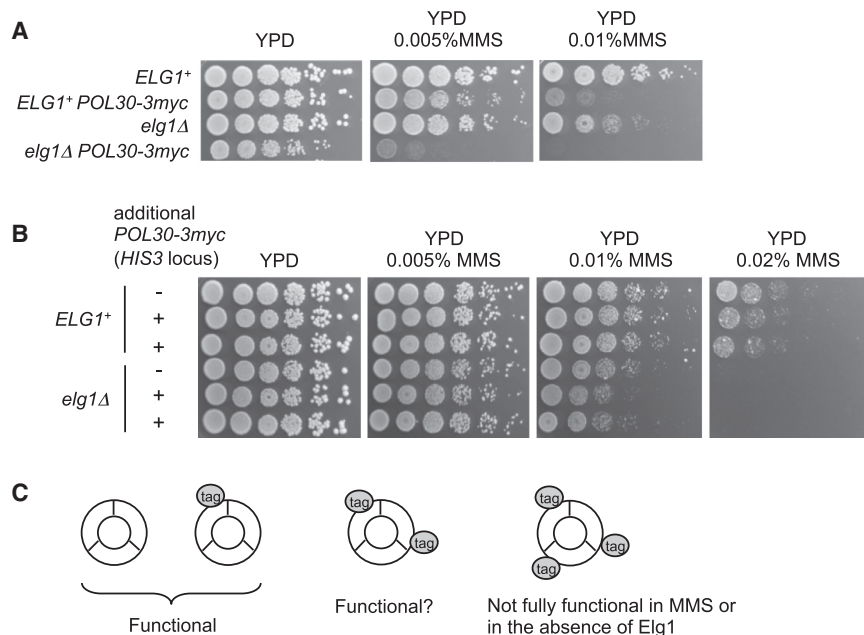 A
YPD
YPD
0.005%MMS
YPD
0.01%MMS
ELG1+
ELG1+ POL30-3myc
elg1Δ
elg1Δ POL30-3myc
B
additional
POL30-3myc
(HIS3 locus)
YPD
YPD
0.005% MMS
YPD
0.01% MMS
YPD
0.02% MMS
ELG1+
-
+
+
elg1Δ
-
+
+
C
tag
tag
tag
tag
tag
tag
Functional
Functional?
Not fully functional in MMS or
in the absence of Elg1